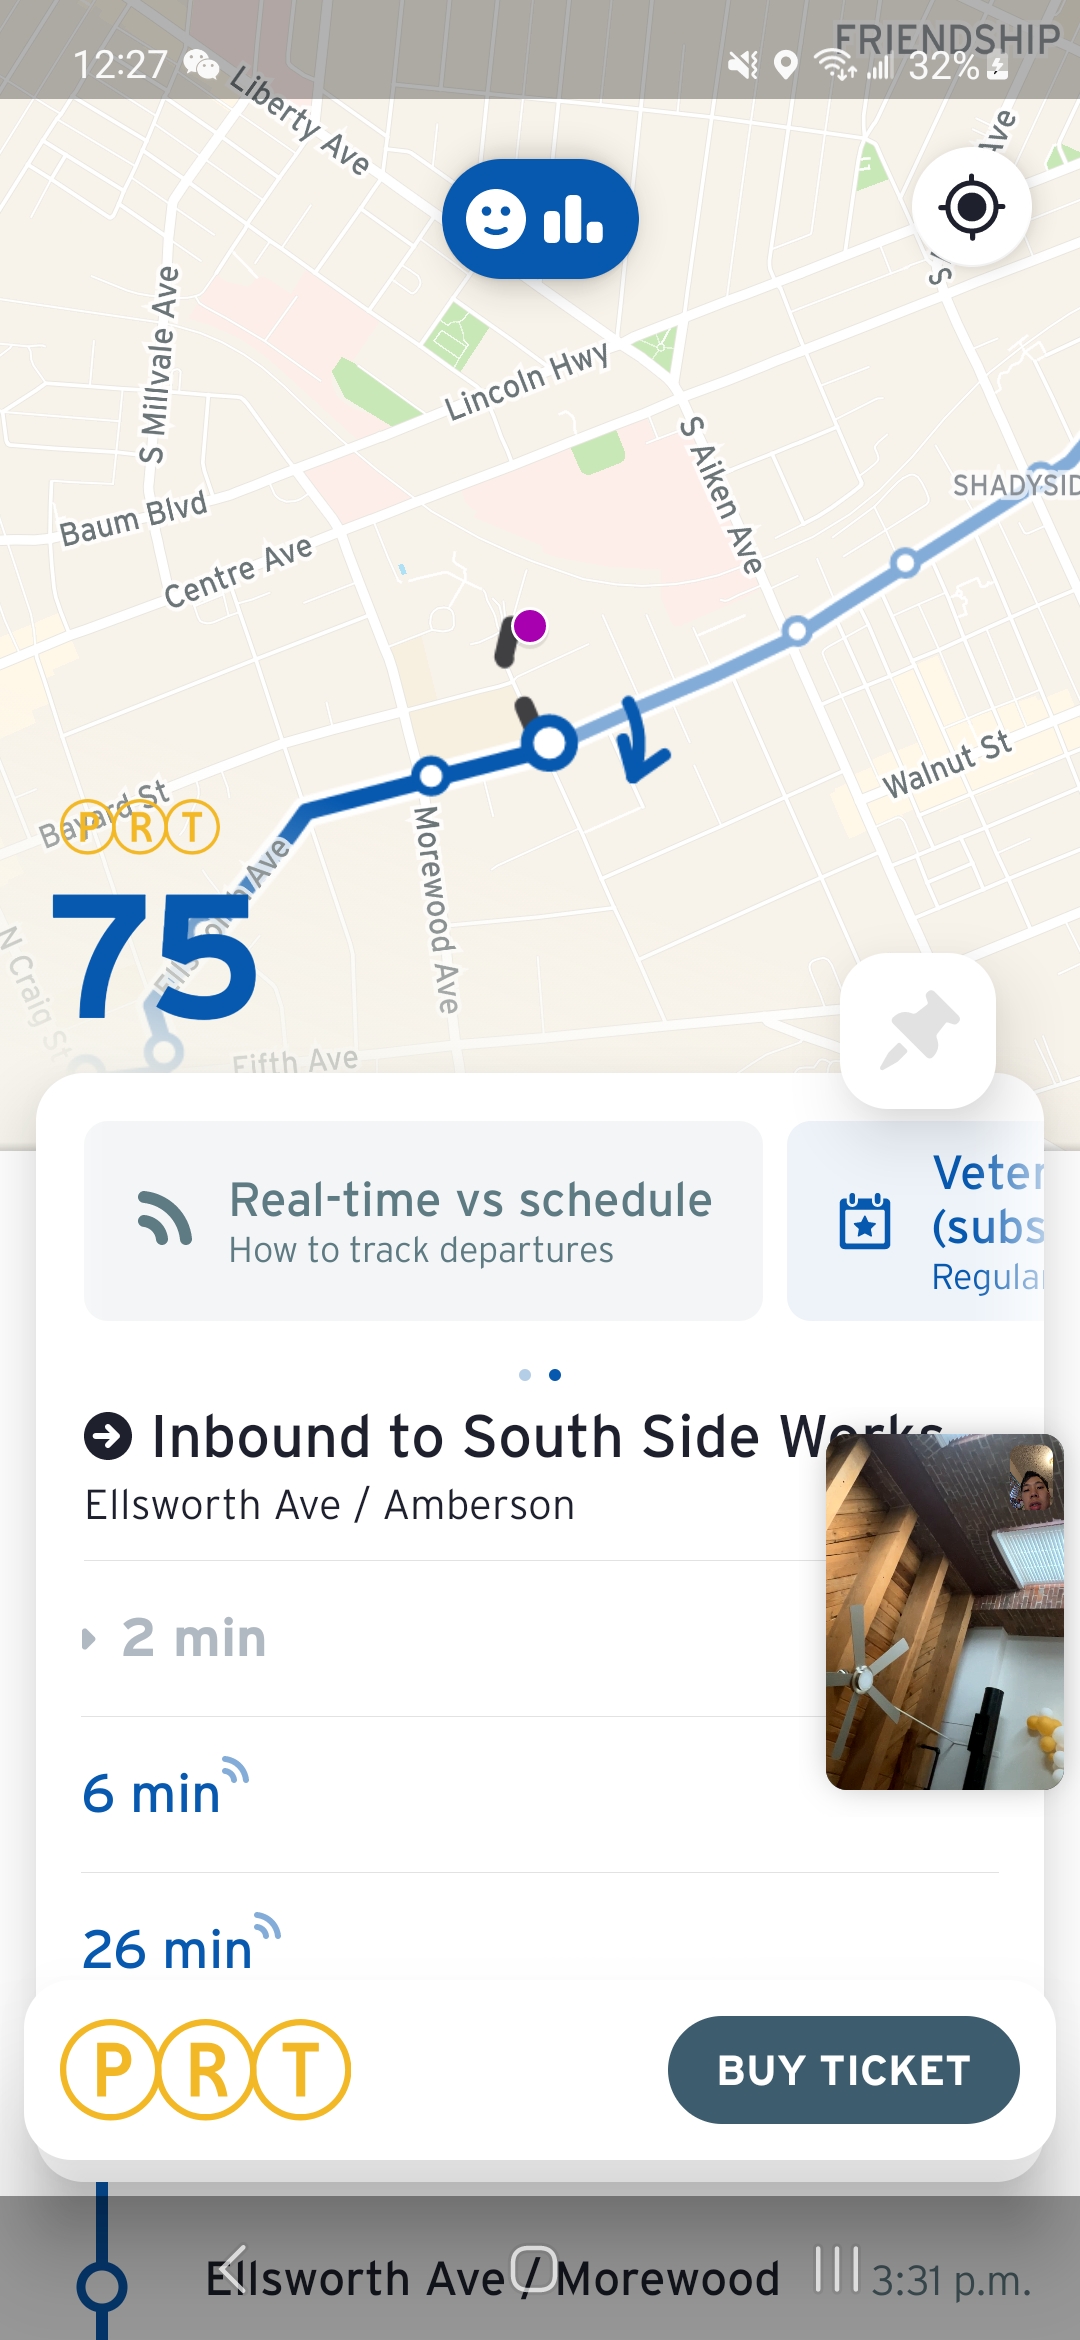 12:27
32%
FRIENDSHIP
Liberty Ave
Ave
S
S Millvale Ave
Lincoln Hwy
S Aiken Ave
SHADYSID
Baum Blvd
Centre Ave
Walnut St
Bayard St
PRT
Morewood Ave
75
N Craig St
Fifth Ave
Real-time vs schedule
How to track departures
Veter
(subs
Regular
Inbound to South Side Works
Ellsworth Ave / Amberson
2 min
6 min
26 min
PRT
BUY TICKET
Ellsworth Ave / Morewood
3:31 p.m.